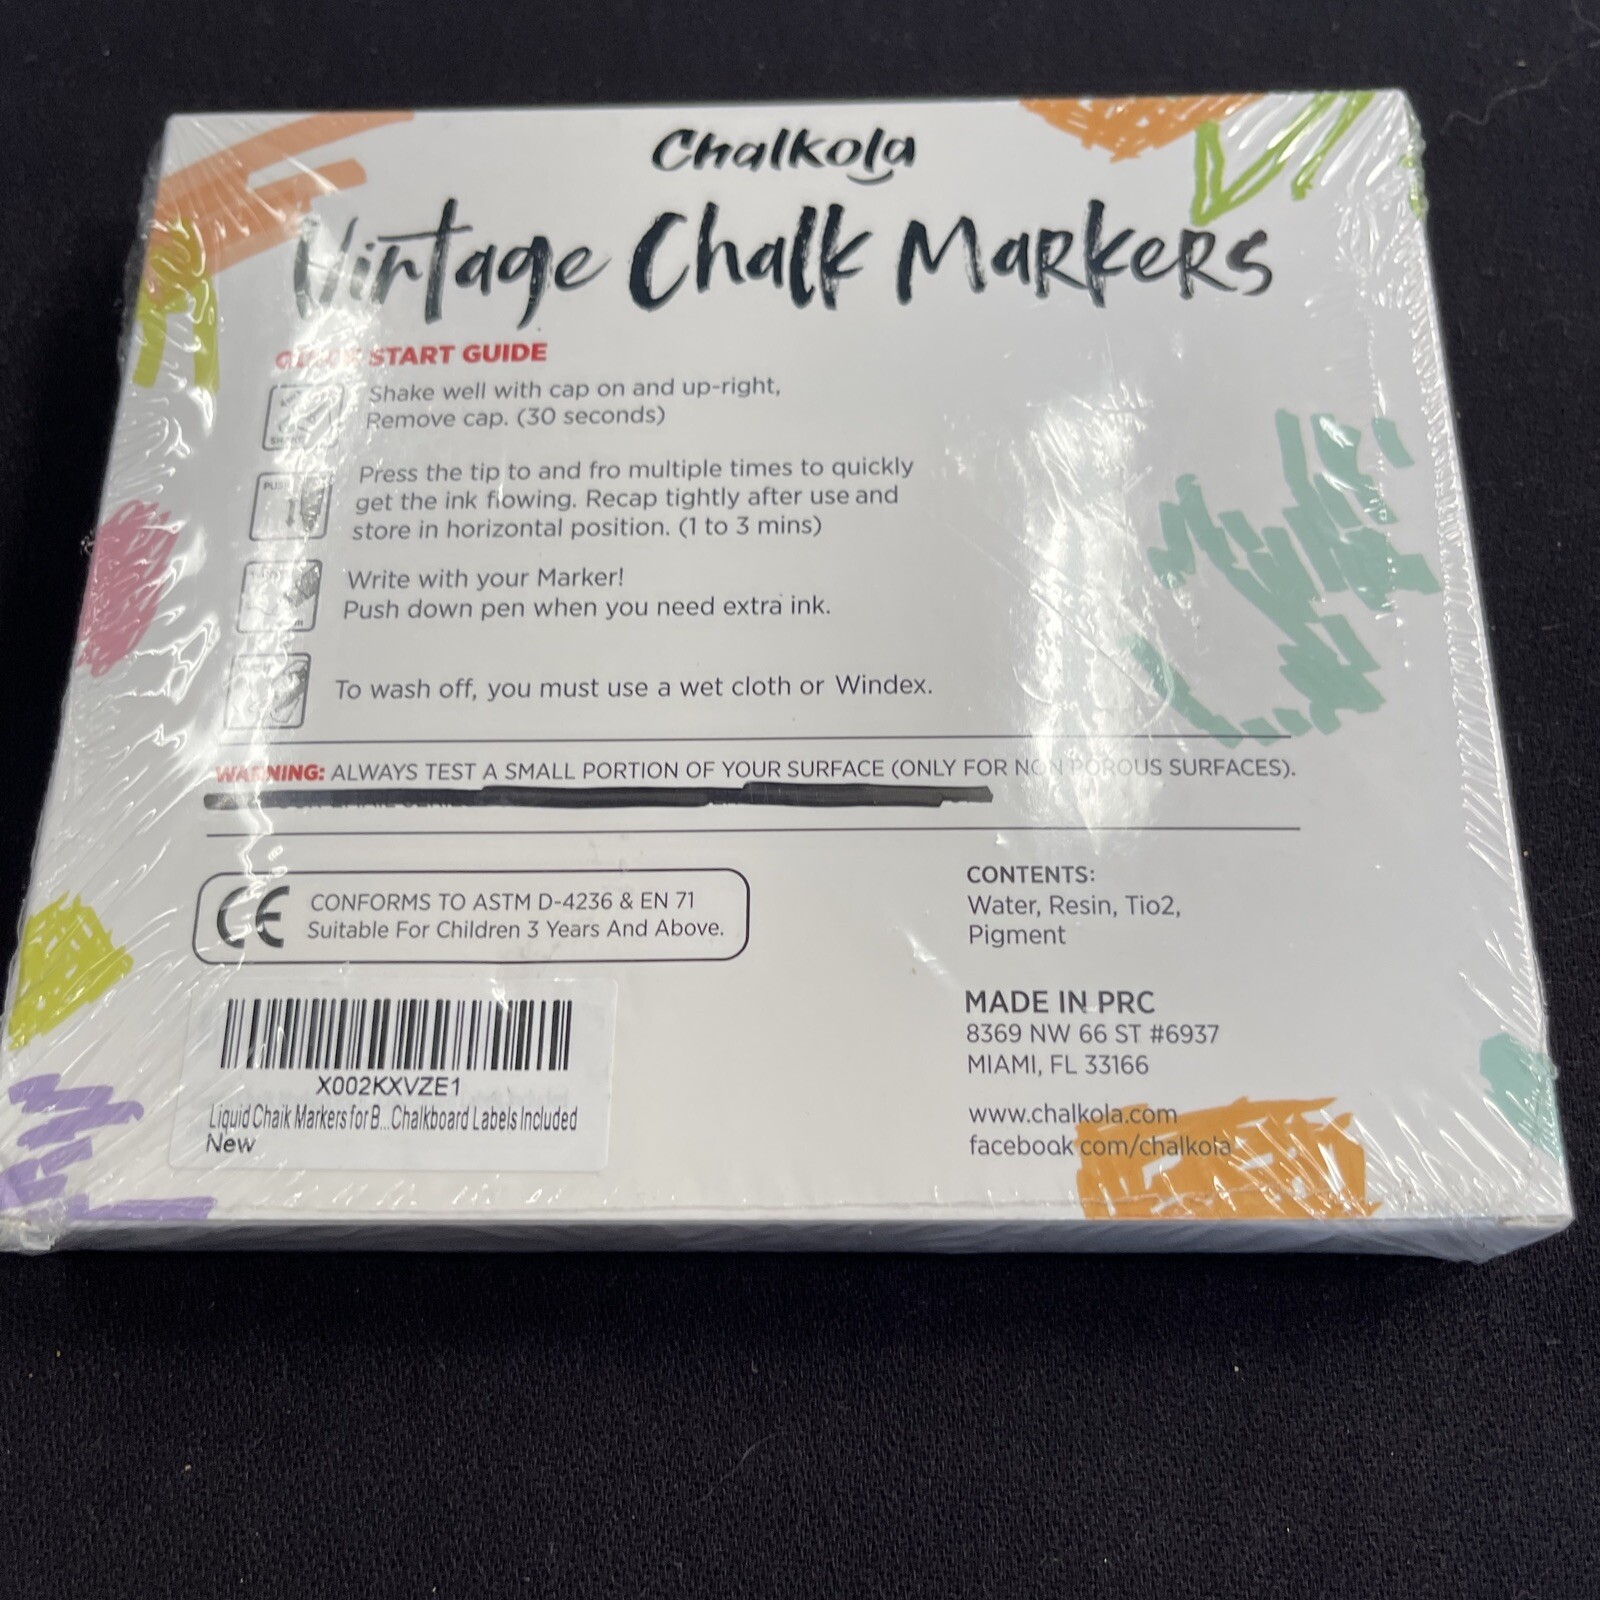 Chalkola
Vintage Chalk Markers
QUICK START GUIDE
Shake well with cap on and up-right,
Remove cap. (30 seconds)
Press the tip to and fro multiple times to quickly
get the ink flowing. Recap tightly after use and
store in horizontal position. (1 to 3 mins)
Write with your Marker!
Push down pen when you need extra ink.
To wash off, you must use a wet cloth or Windex.
WARNING: ALWAYS TEST A SMALL PORTION OF YOUR SURFACE (ONLY FOR NON POROUS SURFACES).
CE
CONFORMS TO ASTM D-4236 & EN 71
Suitable For Children 3 Years And Above.
CONTENTS:
Water, Resin, Tio2,
Pigment
MADE IN PRC
8369 NW 66 ST #6937
MIAMI, FL 33166
www.chalkola.com
facebook.com/chalkola
X002KXVZE1
Liquid Chalk Markers for B...Chalkboard Labels Included
New